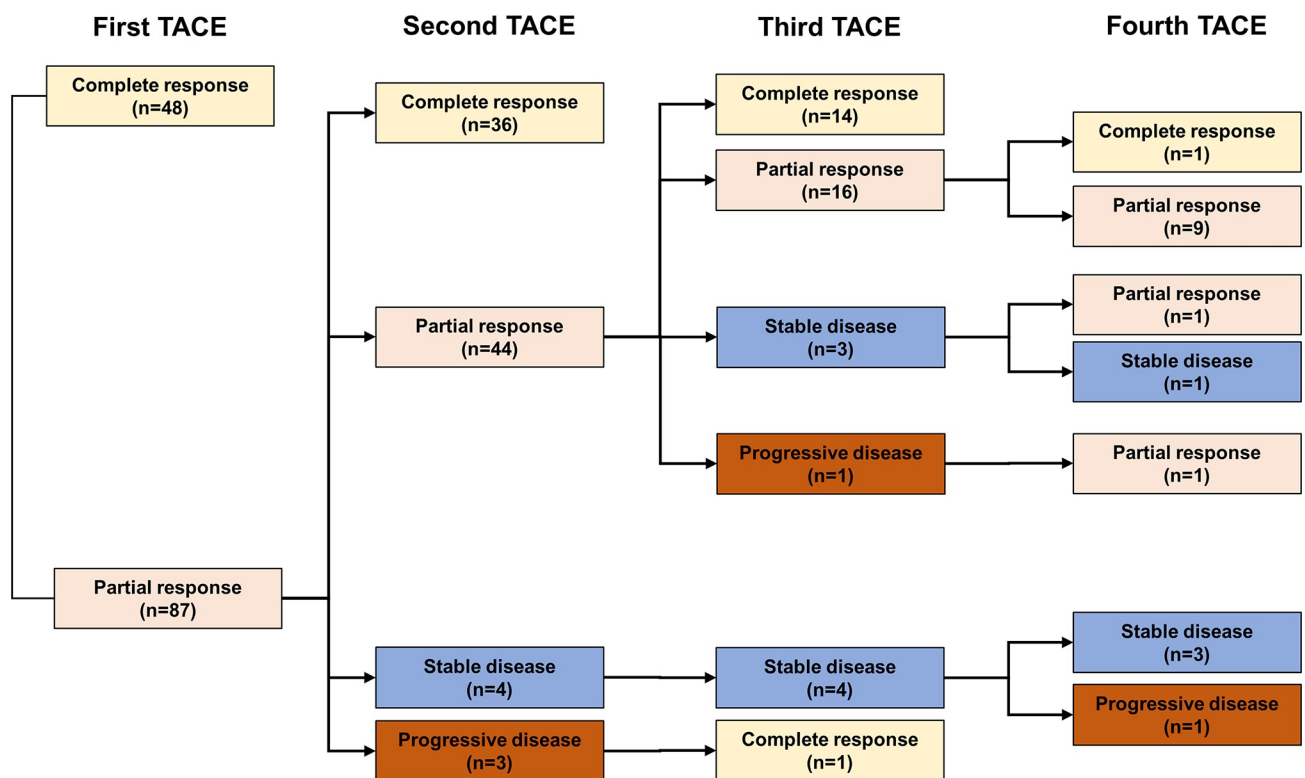 First TACE
Second TACE
Third TACE
Fourth TACE
Complete response
(n=48)
Partial response
(n=87)
Complete response
(n=36)
Partial response
(n=44)
Stable disease
(n=4)
Progressive disease
(n=3)
Complete response
(n=14)
Partial response
(n=16)
Stable disease
(n=3)
Progressive disease
(n=1)
Stable disease
(n=4)
Complete response
(n=1)
Complete response
(n=1)
Partial response
(n=9)
Partial response
(n=1)
Stable disease
(n=1)
Partial response
(n=1)
Stable disease
(n=3)
Progressive disease
(n=1)